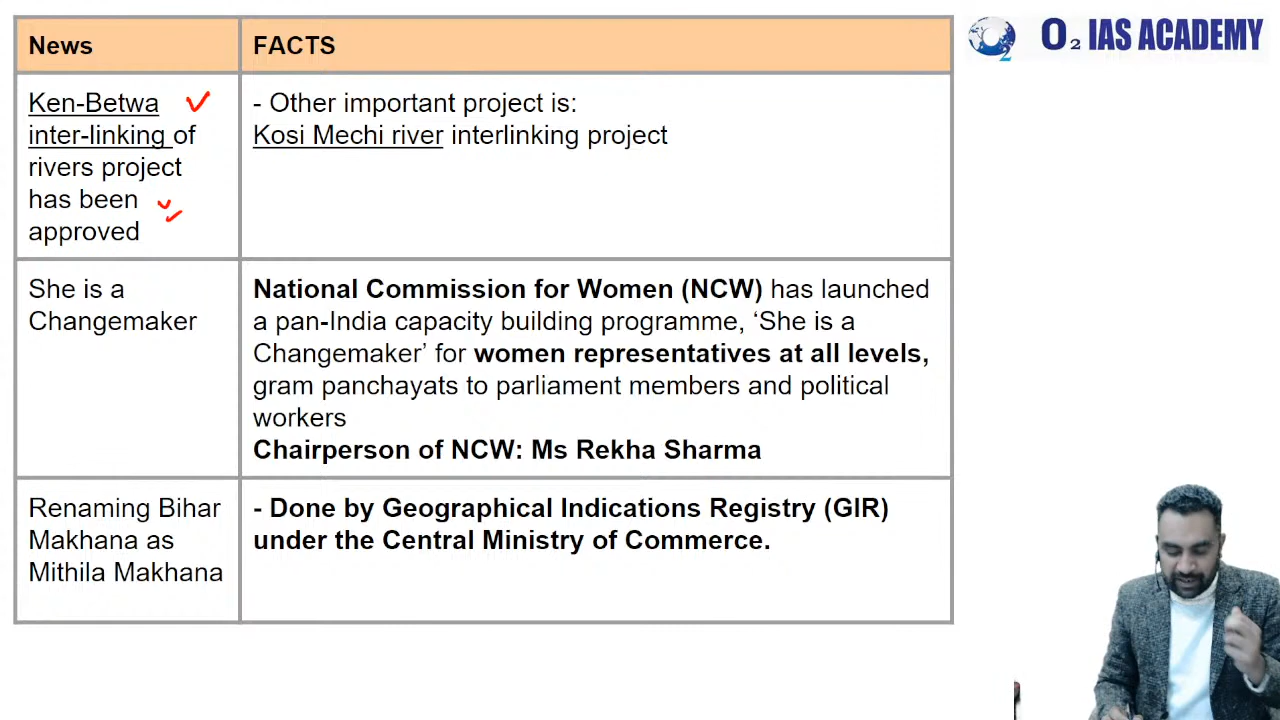 News
FACTS
O₂ IAS ACADEMY
2
Ken-Betwa
inter-linking of
rivers project
has been
approved
- Other important project is:
Kosi Mechi river interlinking project
She is a
Changemaker
National Commission for Women (NCW) has launched
a pan-India capacity building programme, ‘She is a
Changemaker’ for women representatives at all levels,
gram panchayats to parliament members and political
workers
Chairperson of NCW: Ms Rekha Sharma
Renaming Bihar
Makhana as
Mithila Makhana
- Done by Geographical Indications Registry (GIR)
under the Central Ministry of Commerce.